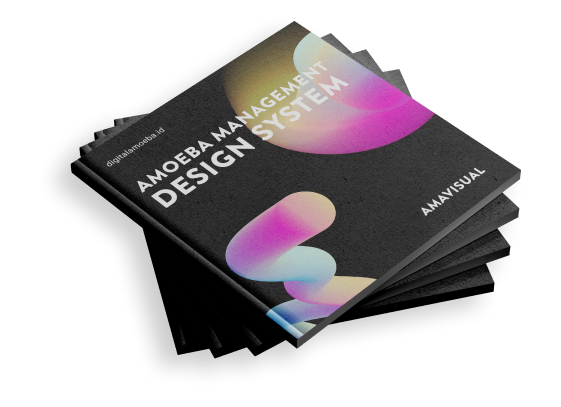 digitalamoeba.id
AMOEBA MANAGEMENT
DESIGN SYSTEM
AMAVISUAL